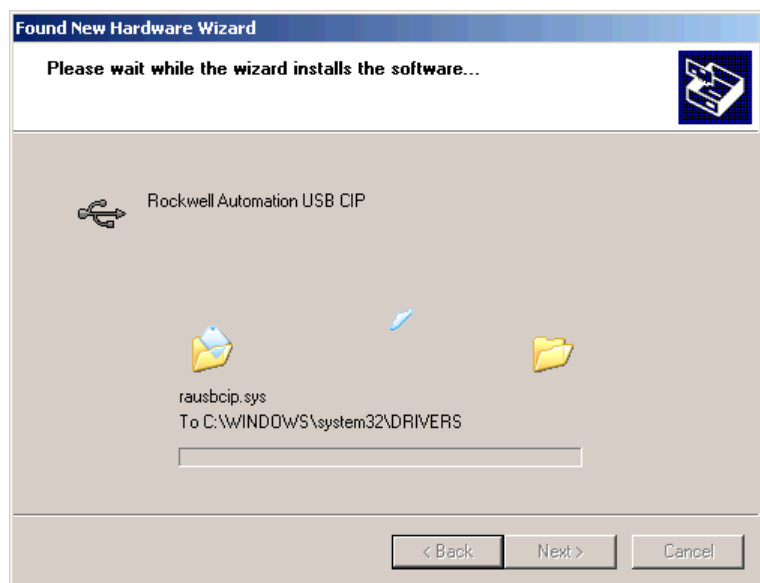 Found New Hardware Wizard
Please wait while the wizard installs the software...
Rockwell Automation USB CIP
rausbcip.sys
To C:\WINDOWS\system32\DRIVERS
< Back
Next >
Cancel